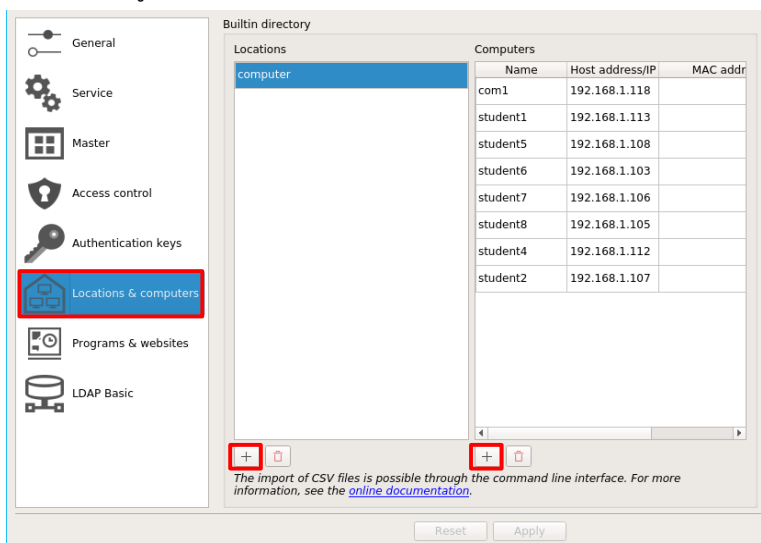 General
Service
Master
Access control
Authentication keys
Locations & computers
Programs & websites
LDAP Basic
Builtin directory
Locations
computer
Computers
Name Host address/IP MAC addr
com1 192.168.1.118
student1 192.168.1.113
student5 192.168.1.108
student6 192.168.1.103
student7 192.168.1.106
student8 192.168.1.105
student4 192.168.1.112
student2 192.168.1.107
The import of CSV files is possible through the command line interface. For more
information, see the online documentation.
Reset Apply